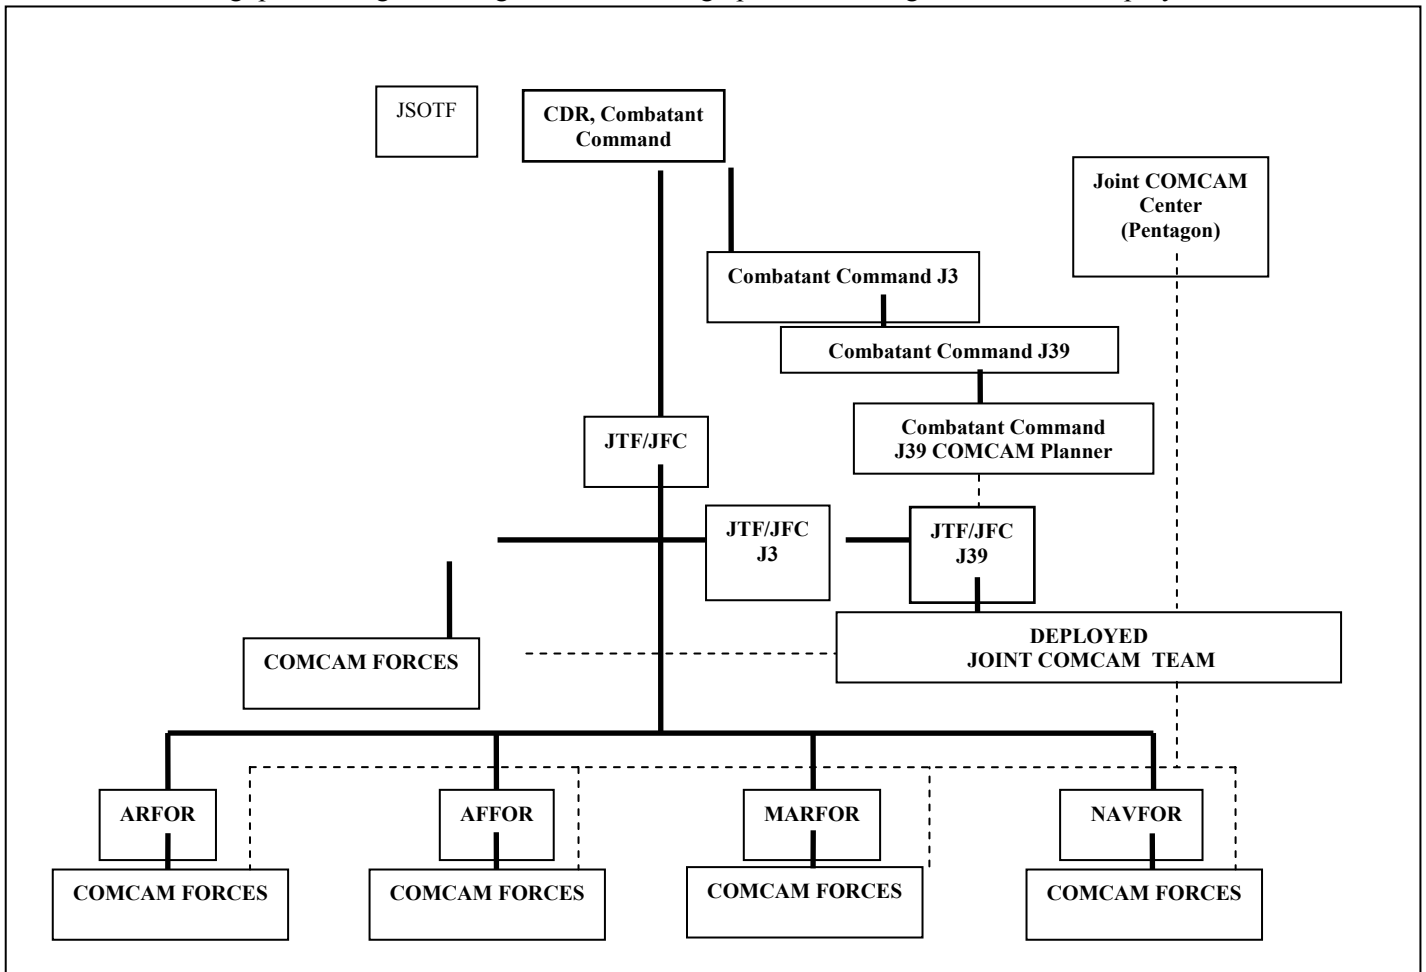 JSOTF
CDR, Combatant
Command
Joint COMCAM
Center
(Pentagon)
Combatant Command J3
Combatant Command J39
Combatant Command
J39 COMCAM Planner
JTF/JFC
JTF/JFC
J3
JTF/JFC
J39
DEPLOYED
JOINT COMCAM TEAM
COMCAM FORCES
ARFOR
AFFOR
MARFOR
NAVFOR
COMCAM FORCES
COMCAM FORCES
COMCAM FORCES
COMCAM FORCES